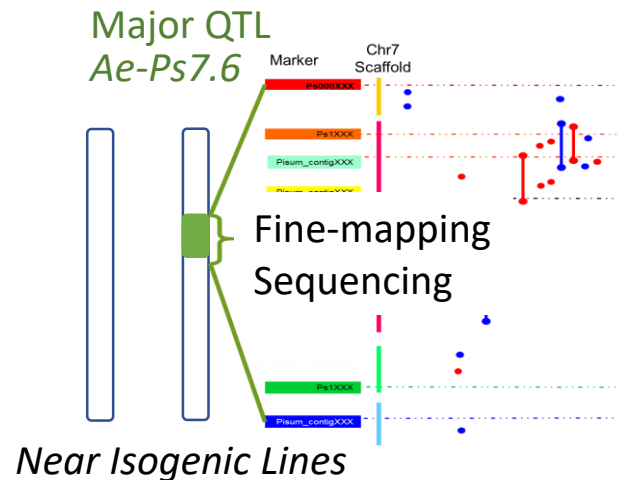 Major QTL
Ae-Ps7.6
Marker
Chr7
Scaffold
Ps000XXX
Ps1XXX
Pisum_contigXXX
Pisum_contigXXX
Fine-mapping
Sequencing
Ps1XXX
Pisum_contigXXX
Near Isogenic Lines